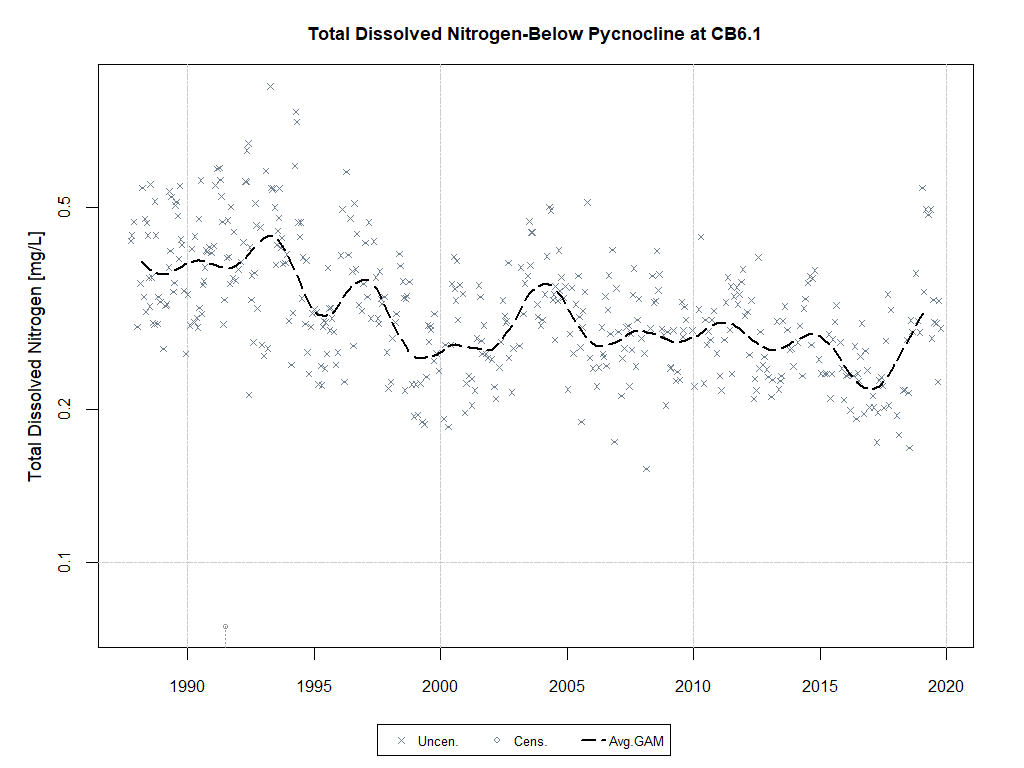 Total Dissolved Nitrogen-Below Pycnocline at CB6.1
Total Dissolved Nitrogen [mg/L]
0.5
0.2
0.1
1990 1995 2000 2005 2010 2015 2020
Uncen. Cens. Avg.GAM